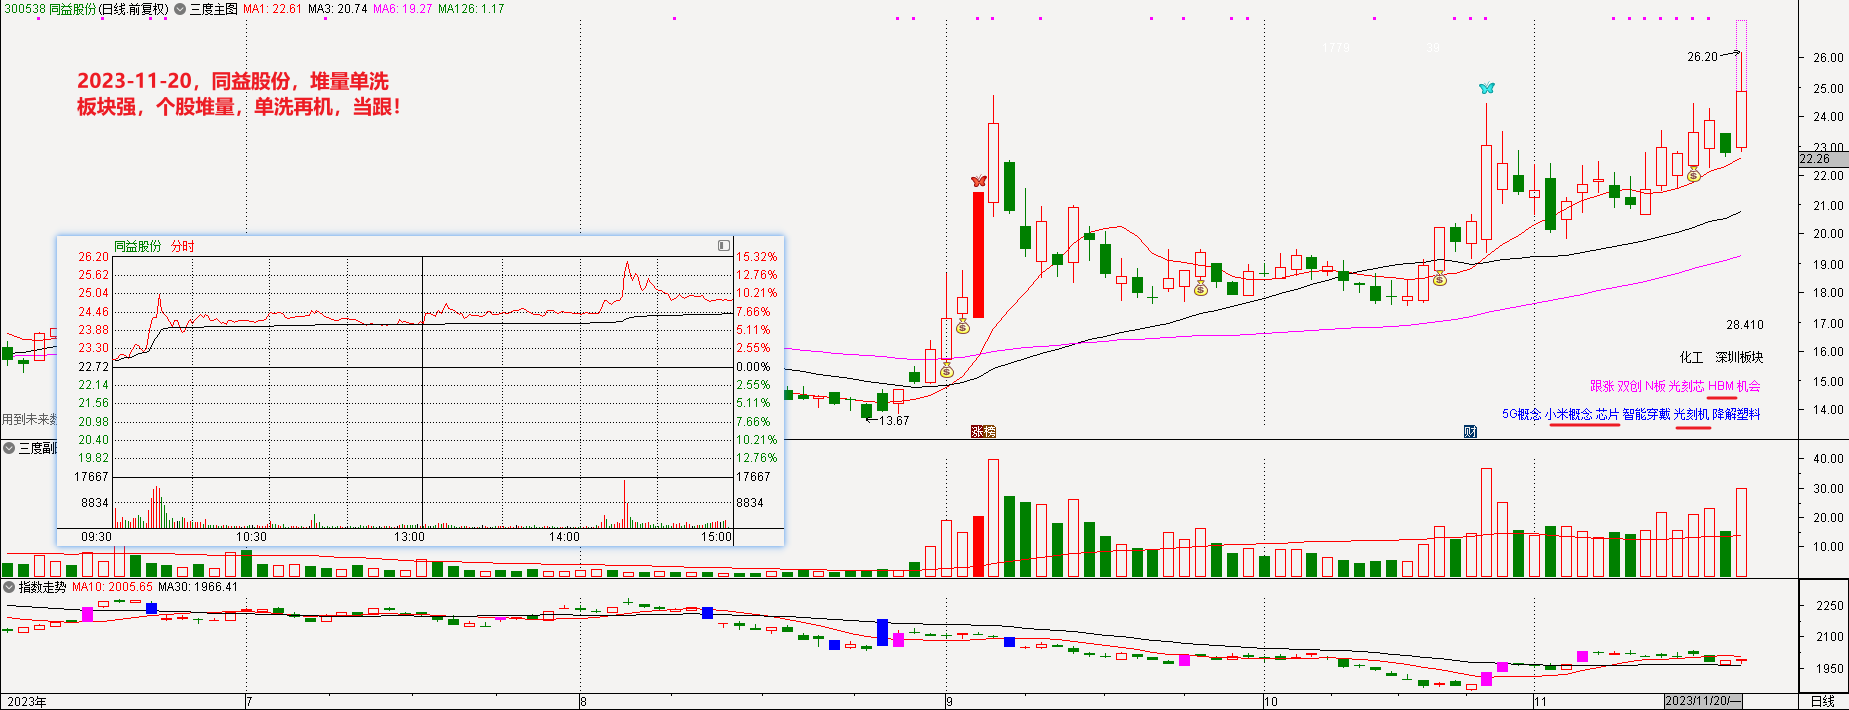 300538 同益股份(日线.前复权) 三度主图 MA1: 22.61 MA3: 20.74 MA6: 19.27 MA126: 1.17
2023-11-20，同益股份，堆量单洗
板块强，个股堆量，单洗再机，当跟！
1779 39
26.20
26.00
25.00
24.00
23.00
22.26
22.00
21.00
20.00
19.00
18.00
17.00
16.00
15.00
14.00
28.410
化工 深圳板块
跟涨 双创 N板 光刻芯 HBM 机会
5G概念 小米概念 芯片 智能穿戴 光刻机 降解塑料
13.67
涨榜
财
用到未来数
同益股份 分时
26.20 15.32%
25.62 12.76%
25.04 10.21%
24.46 7.66%
23.88 5.11%
23.30 2.55%
22.72 0.00%
22.14 2.55%
21.56 5.11%
20.98 7.66%
20.40 10.21%
19.82 12.76%
17667 17667
8834 8834
09:30 10:30 13:00 14:00 15:00
三度副
40.00
30.00
20.00
10.00
指数走势 MA10: 2005.65 MA30: 1966.41
2250
2100
1950
2023年 7 8 9 10 11 2023/11/20/一 日线